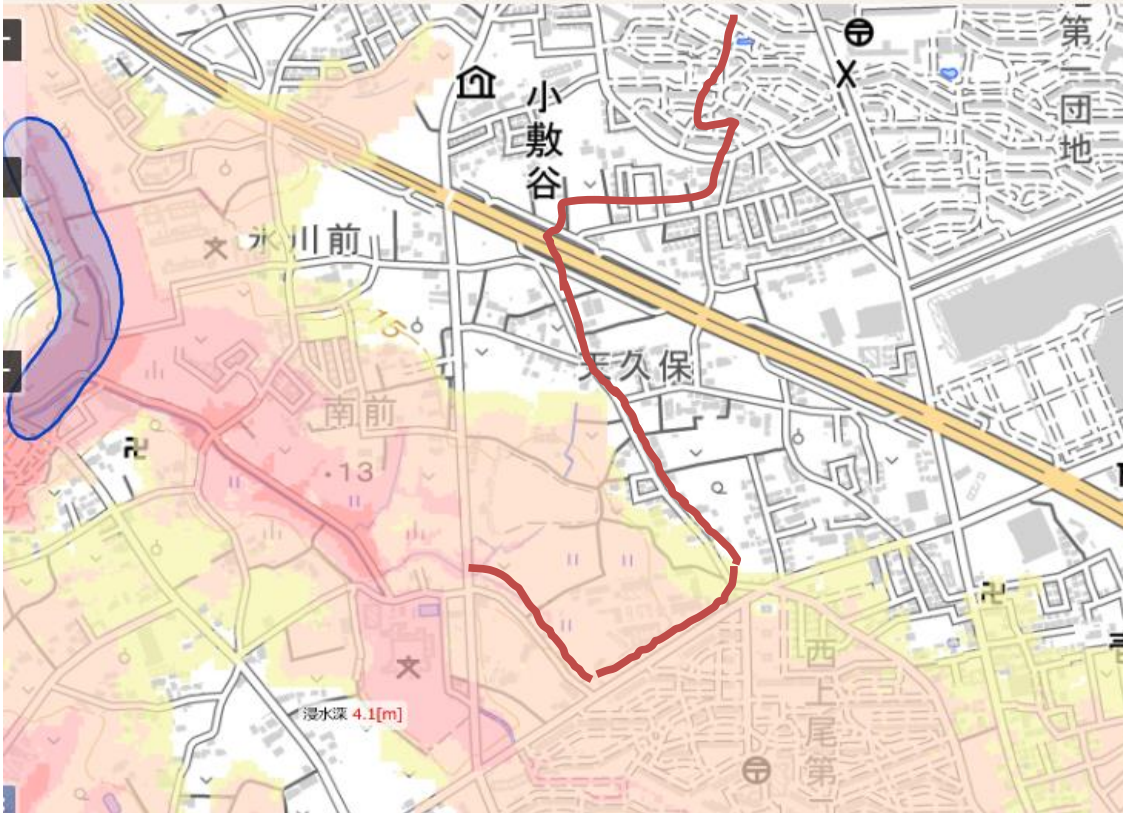 第一団地
小敷谷
氷川前
15
天久保
南前
・13
浸水深 4.1[m]
西上尾第